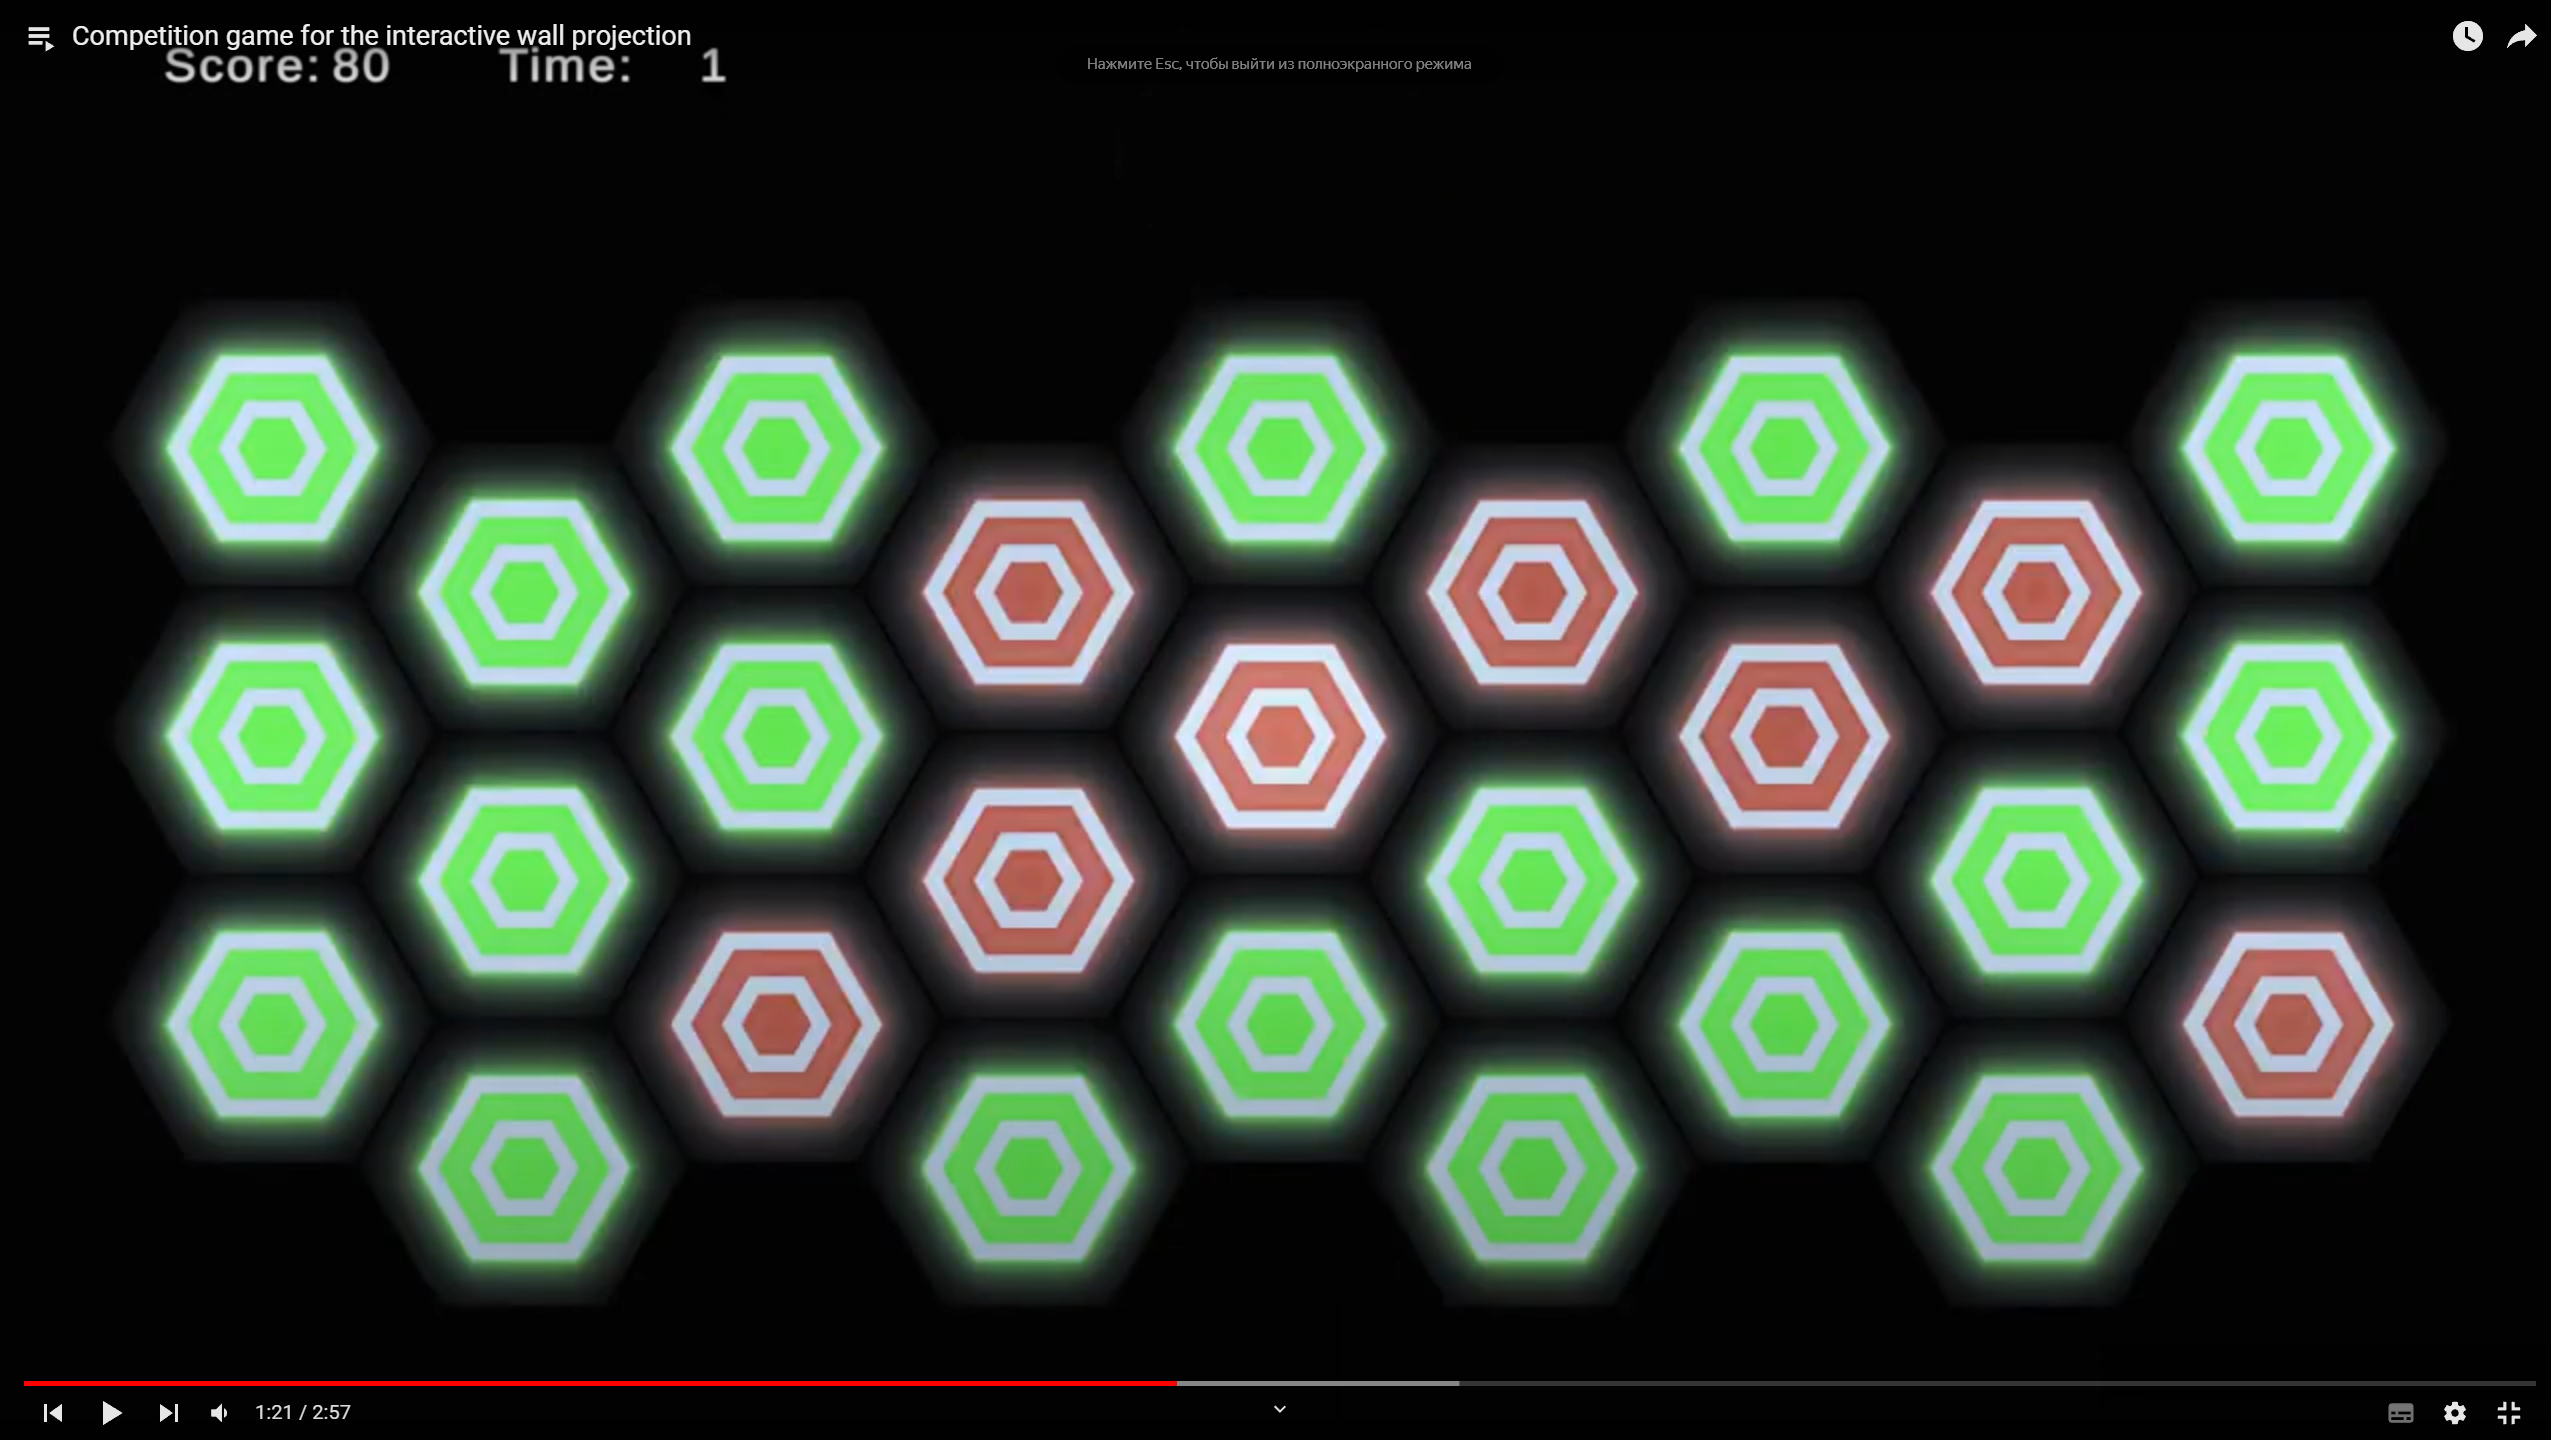 Competition game for the interactive wall projection
Score: 80 Time: 1
Нажмите Esc, чтобы выйти из полноэкранного режима
1:21 / 2:57